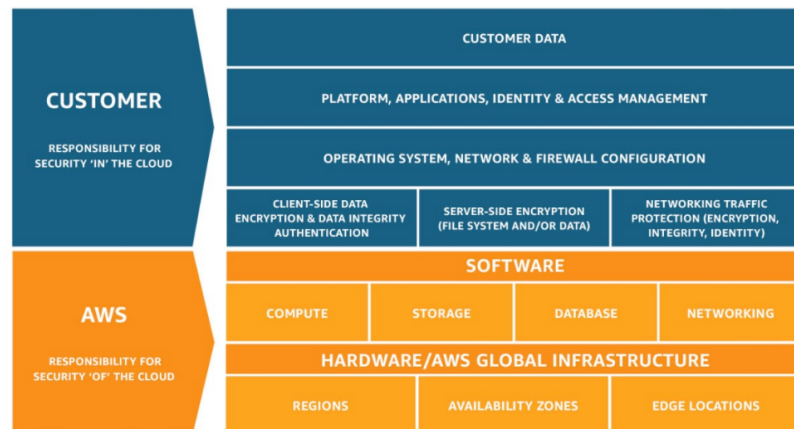 CUSTOMER
RESPONSIBILITY FOR
SECURITY ‘IN’ THE CLOUD
CUSTOMER DATA
PLATFORM, APPLICATIONS, IDENTITY & ACCESS MANAGEMENT
OPERATING SYSTEM, NETWORK & FIREWALL CONFIGURATION
CLIENT-SIDE DATA
ENCRYPTION & DATA INTEGRITY
AUTHENTICATION
SERVER-SIDE ENCRYPTION
(FILE SYSTEM AND/OR DATA)
NETWORKING TRAFFIC
PROTECTION (ENCRYPTION,
INTEGRITY, IDENTITY)
AWS
RESPONSIBILITY FOR
SECURITY ‘OF’ THE CLOUD
SOFTWARE
COMPUTE
STORAGE
DATABASE
NETWORKING
HARDWARE/AWS GLOBAL INFRASTRUCTURE
REGIONS
AVAILABILITY ZONES
EDGE LOCATIONS